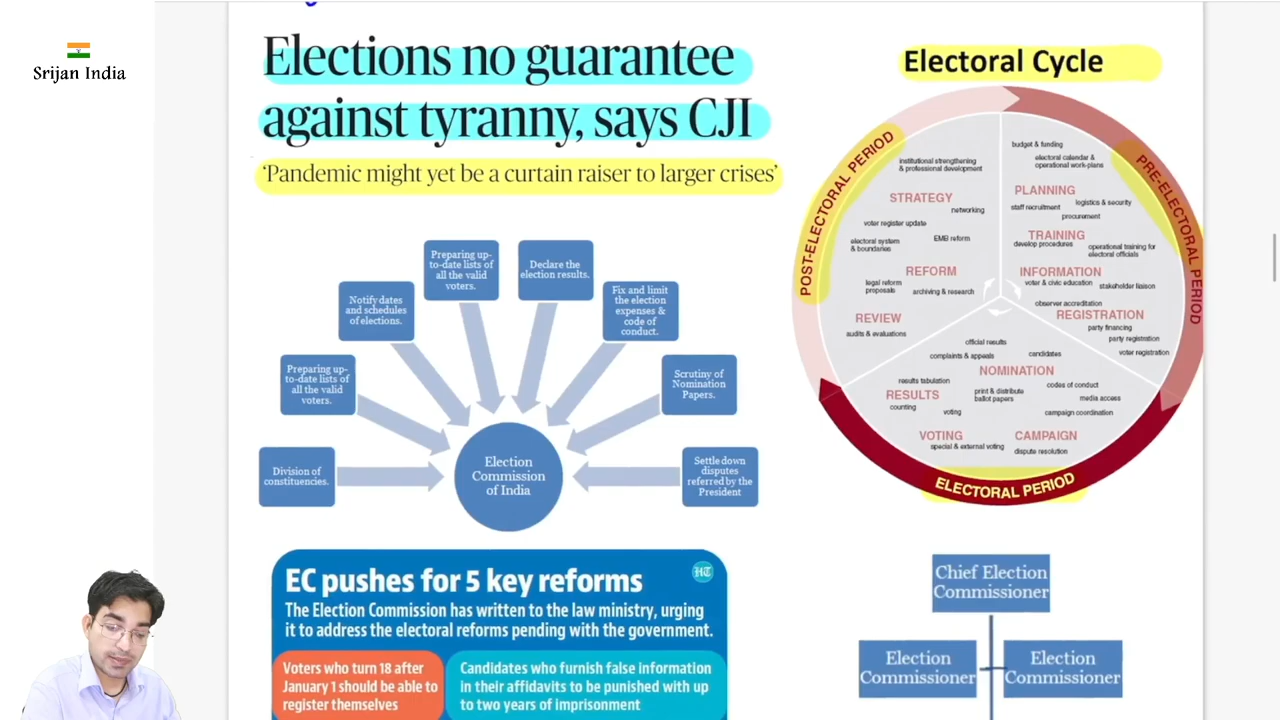 Srijan India
Elections no guarantee
against tyranny, says CJI
‘Pandemic might yet be a curtain raiser to larger crises’
Division of
constituencies.
Preparing up-
to-date lists of
all the valid
voters.
Notify dates
and schedules
of elections.
Preparing up-
to-date lists of
all the valid
voters.
Declare the
election results.
Fix and limit
the election
expenses &
code of
conduct.
Scrutiny of
Nomination
Papers.
Settle down
disputes
referred by the
President
Election
Commission
of India
Electoral Cycle
POST-ELECTORAL PERIOD
PRE-ELECTORAL PERIOD
ELECTORAL PERIOD
institutional strengthening
& professional development
STRATEGY
networking
voter register update
EMB reform
electoral system
& boundaries
REFORM
legal reform
proposals
archiving & research
REVIEW
audits & evaluations
budget & funding
electoral calendar &
operational work-plans
PLANNING
logistics & security
staff recruitment
procurement
TRAINING
develop procedures
operational training for
electoral officials
INFORMATION
voter & civic education
stakeholder liaison
observer accreditation
REGISTRATION
party financing
party registration
voter registration
official results
complaints & appeals
candidates
NOMINATION
results tabulation
codes of conduct
RESULTS
print & distribute
ballot papers
media access
counting
voting
campaign coordination
VOTING
CAMPAIGN
special & external voting
dispute resolution
EC pushes for 5 key reforms
HT
The Election Commission has written to the law ministry, urging
it to address the electoral reforms pending with the government.
Voters who turn 18 after
January 1 should be able to
register themselves
Candidates who furnish false information
in their affidavits to be punished with up
to two years of imprisonment
Chief Election
Commissioner
Election
Commissioner
Election
Commissioner